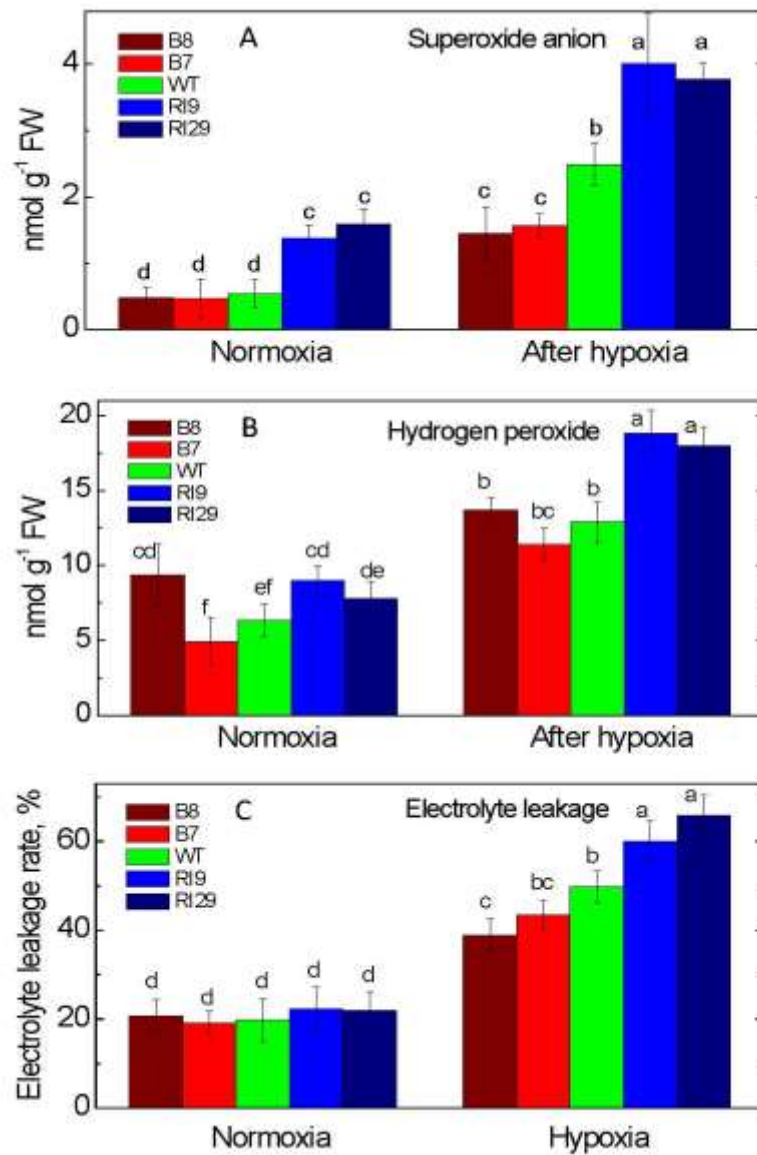 A Superoxide anion
B8
B7
WT
RI9
RI29
nmol g-1 FW
4
2
0
d d d c c
c c b a a
Normoxia After hypoxia
B Hydrogen peroxide
B8
B7
WT
RI9
RI29
nmol g-1 FW
20
15
10
5
0
cd f ef cd de
b bc b a a
Normoxia After hypoxia
C Electrolyte leakage
B8
B7
WT
RI9
RI29
Electrolyte leakage rate, %
60
40
20
0
d d d d d
c bc b a a
Normoxia Hypoxia